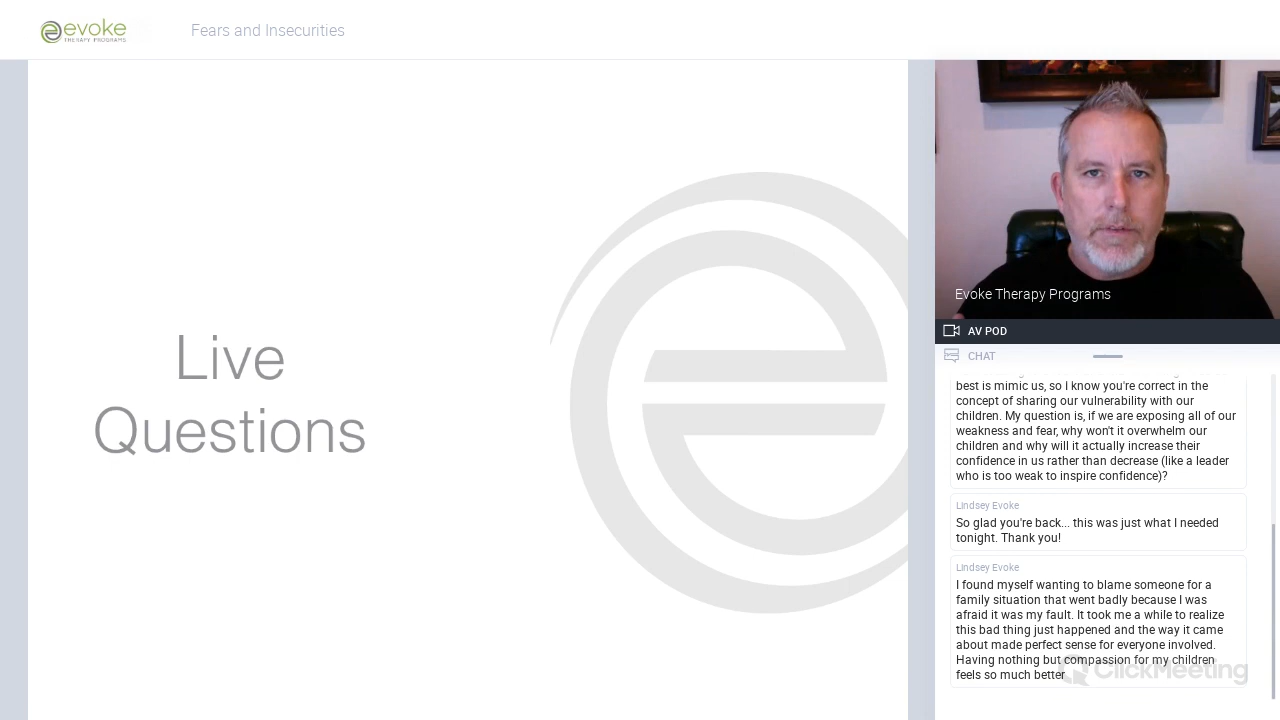 evoke
THERAPY PROGRAMS
Fears and Insecurities
Live
Questions
Evoke Therapy Programs
AV POD
CHAT
best is mimic us, so I know you're correct in the
concept of sharing our vulnerability with our
children. My question is, if we are exposing all of our
weakness and fear, why won't it overwhelm our
children and why will it actually increase their
confidence in us rather than decrease (like a leader
who is too weak to inspire confidence)?
Lindsey Evoke
So glad you're back... this was just what I needed
tonight. Thank you!
Lindsey Evoke
I found myself wanting to blame someone for a
family situation that went badly because I was
afraid it was my fault. It took me a while to realize
this bad thing just happened and the way it came
about made perfect sense for everyone involved.
Having nothing but compassion for my children
feels so much better
ClickMeeting